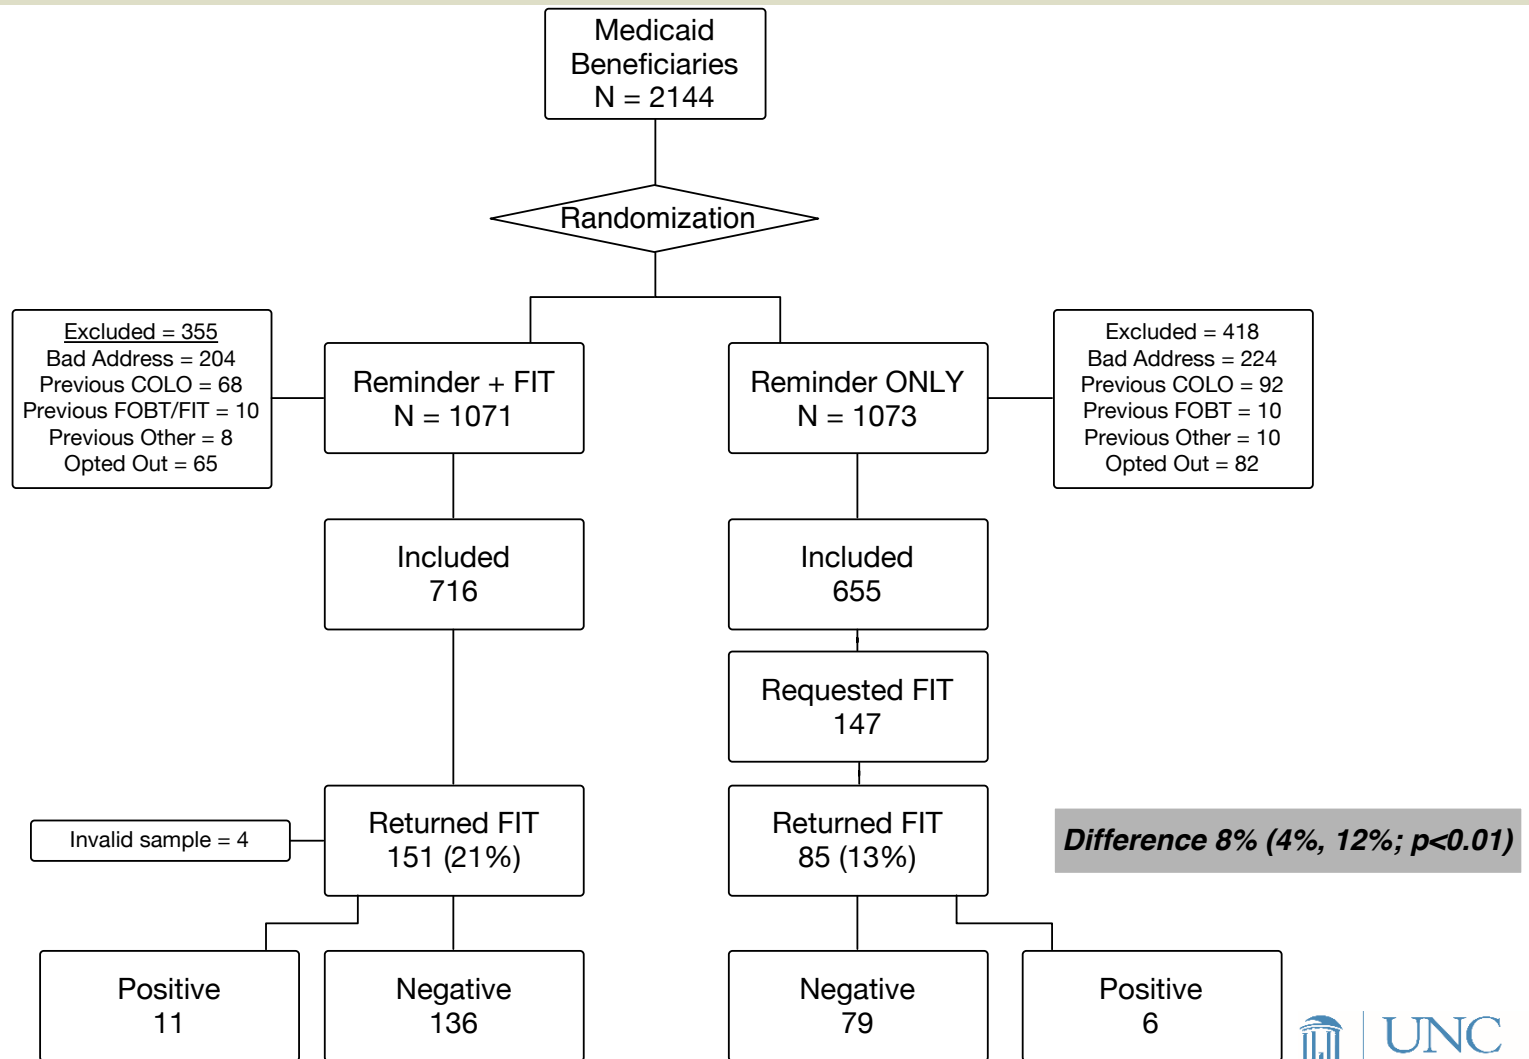 Medicaid
Beneficiaries
N = 2144
Randomization
Excluded = 355
Bad Address = 204
Previous COLO = 68
Previous FOBT/FIT = 10
Previous Other = 8
Opted Out = 65
Reminder + FIT
N = 1071
Reminder ONLY
N = 1073
Excluded = 418
Bad Address = 224
Previous COLO = 92
Previous FOBT = 10
Previous Other = 10
Opted Out = 82
Included
716
Included
655
Requested FIT
147
Invalid sample = 4
Returned FIT
151 (21%)
Returned FIT
85 (13%)
Difference 8% (4%, 12%; p<0.01)
Positive
11
Negative
136
Negative
79
Positive
6
UNC